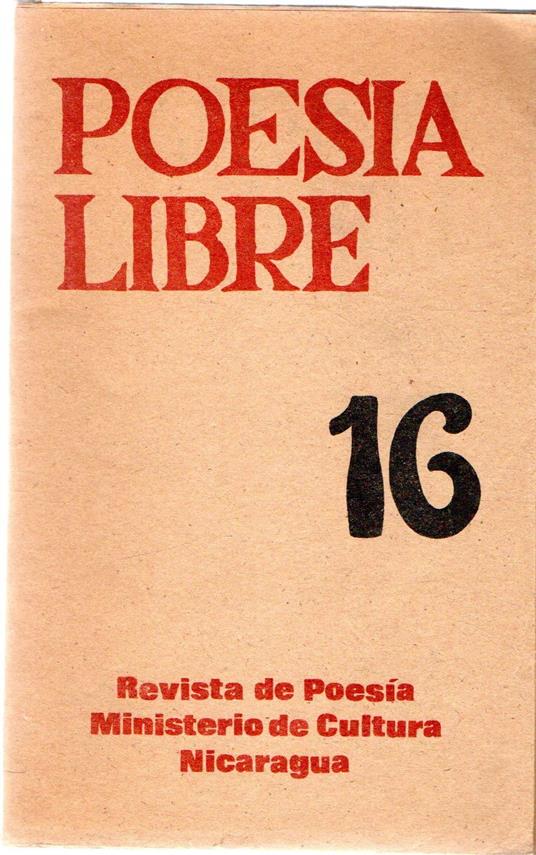 POESIA
LIBRE
16
Revista de Poesía
Ministerio de Cultura
Nicaragua